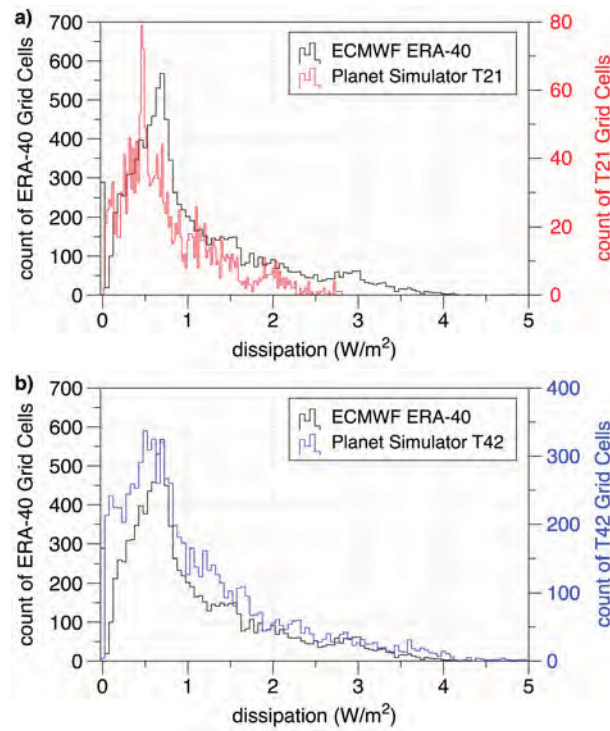 a)
700
600
500
400
300
200
100
0
count of ERA-40 Grid Cells
ECMWF ERA-40
Planet Simulator T21
80
60
40
20
0
count of T21 Grid Cells
0 1 2 3 4 5
dissipation (W/m²)
b)
700
600
500
400
300
200
100
0
count of ERA-40 Grid Cells
ECMWF ERA-40
Planet Simulator T42
400
300
200
100
0
count of T42 Grid Cells
0 1 2 3 4 5
dissipation (W/m²)